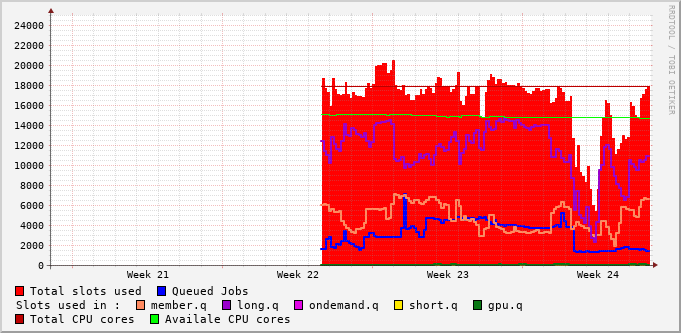 24000
22000
20000
18000
16000
14000
12000
10000
8000
6000
4000
2000
0
Week 21 Week 22 Week 23 Week 24
Total slots used Queued Jobs
Slots used in : member.q long.q ondemand.q short.q gpu.q
Total CPU cores Availale CPU cores
RRDTOOL / TOBI OETIKER